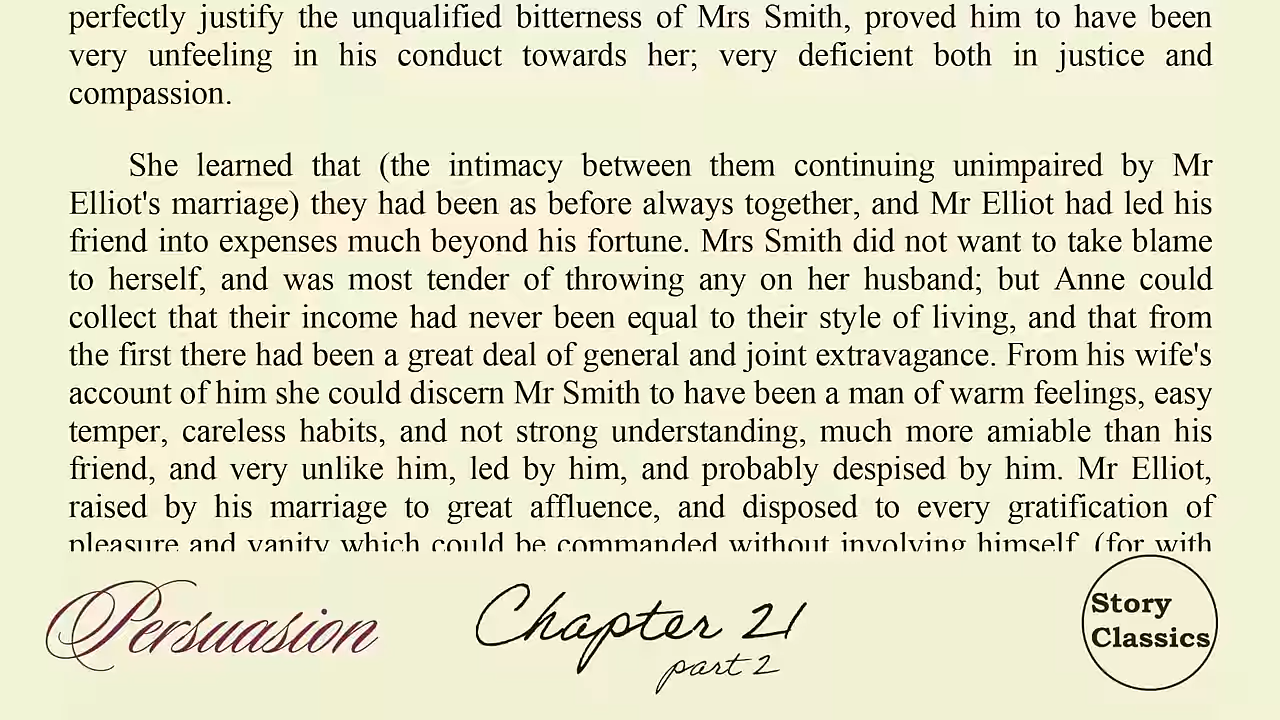 perfectly justify the unqualified bitterness of Mrs Smith, proved him to have been
very unfeeling in his conduct towards her; very deficient both in justice and
compassion.
She learned that (the intimacy between them continuing unimpaired by Mr
Elliot's marriage) they had been as before always together, and Mr Elliot had led his
friend into expenses much beyond his fortune. Mrs Smith did not want to take blame
to herself, and was most tender of throwing any on her husband; but Anne could
collect that their income had never been equal to their style of living, and that from
the first there had been a great deal of general and joint extravagance. From his wife's
account of him she could discern Mr Smith to have been a man of warm feelings, easy
temper, careless habits, and not strong understanding, much more amiable than his
friend, and very unlike him, led by him, and probably despised by him. Mr Elliot,
raised by his marriage to great affluence, and disposed to every gratification of
pleasure and vanity which could be commanded without involving himself, (for with
Persuasion
Chapter 21
part 2
Story
Classics